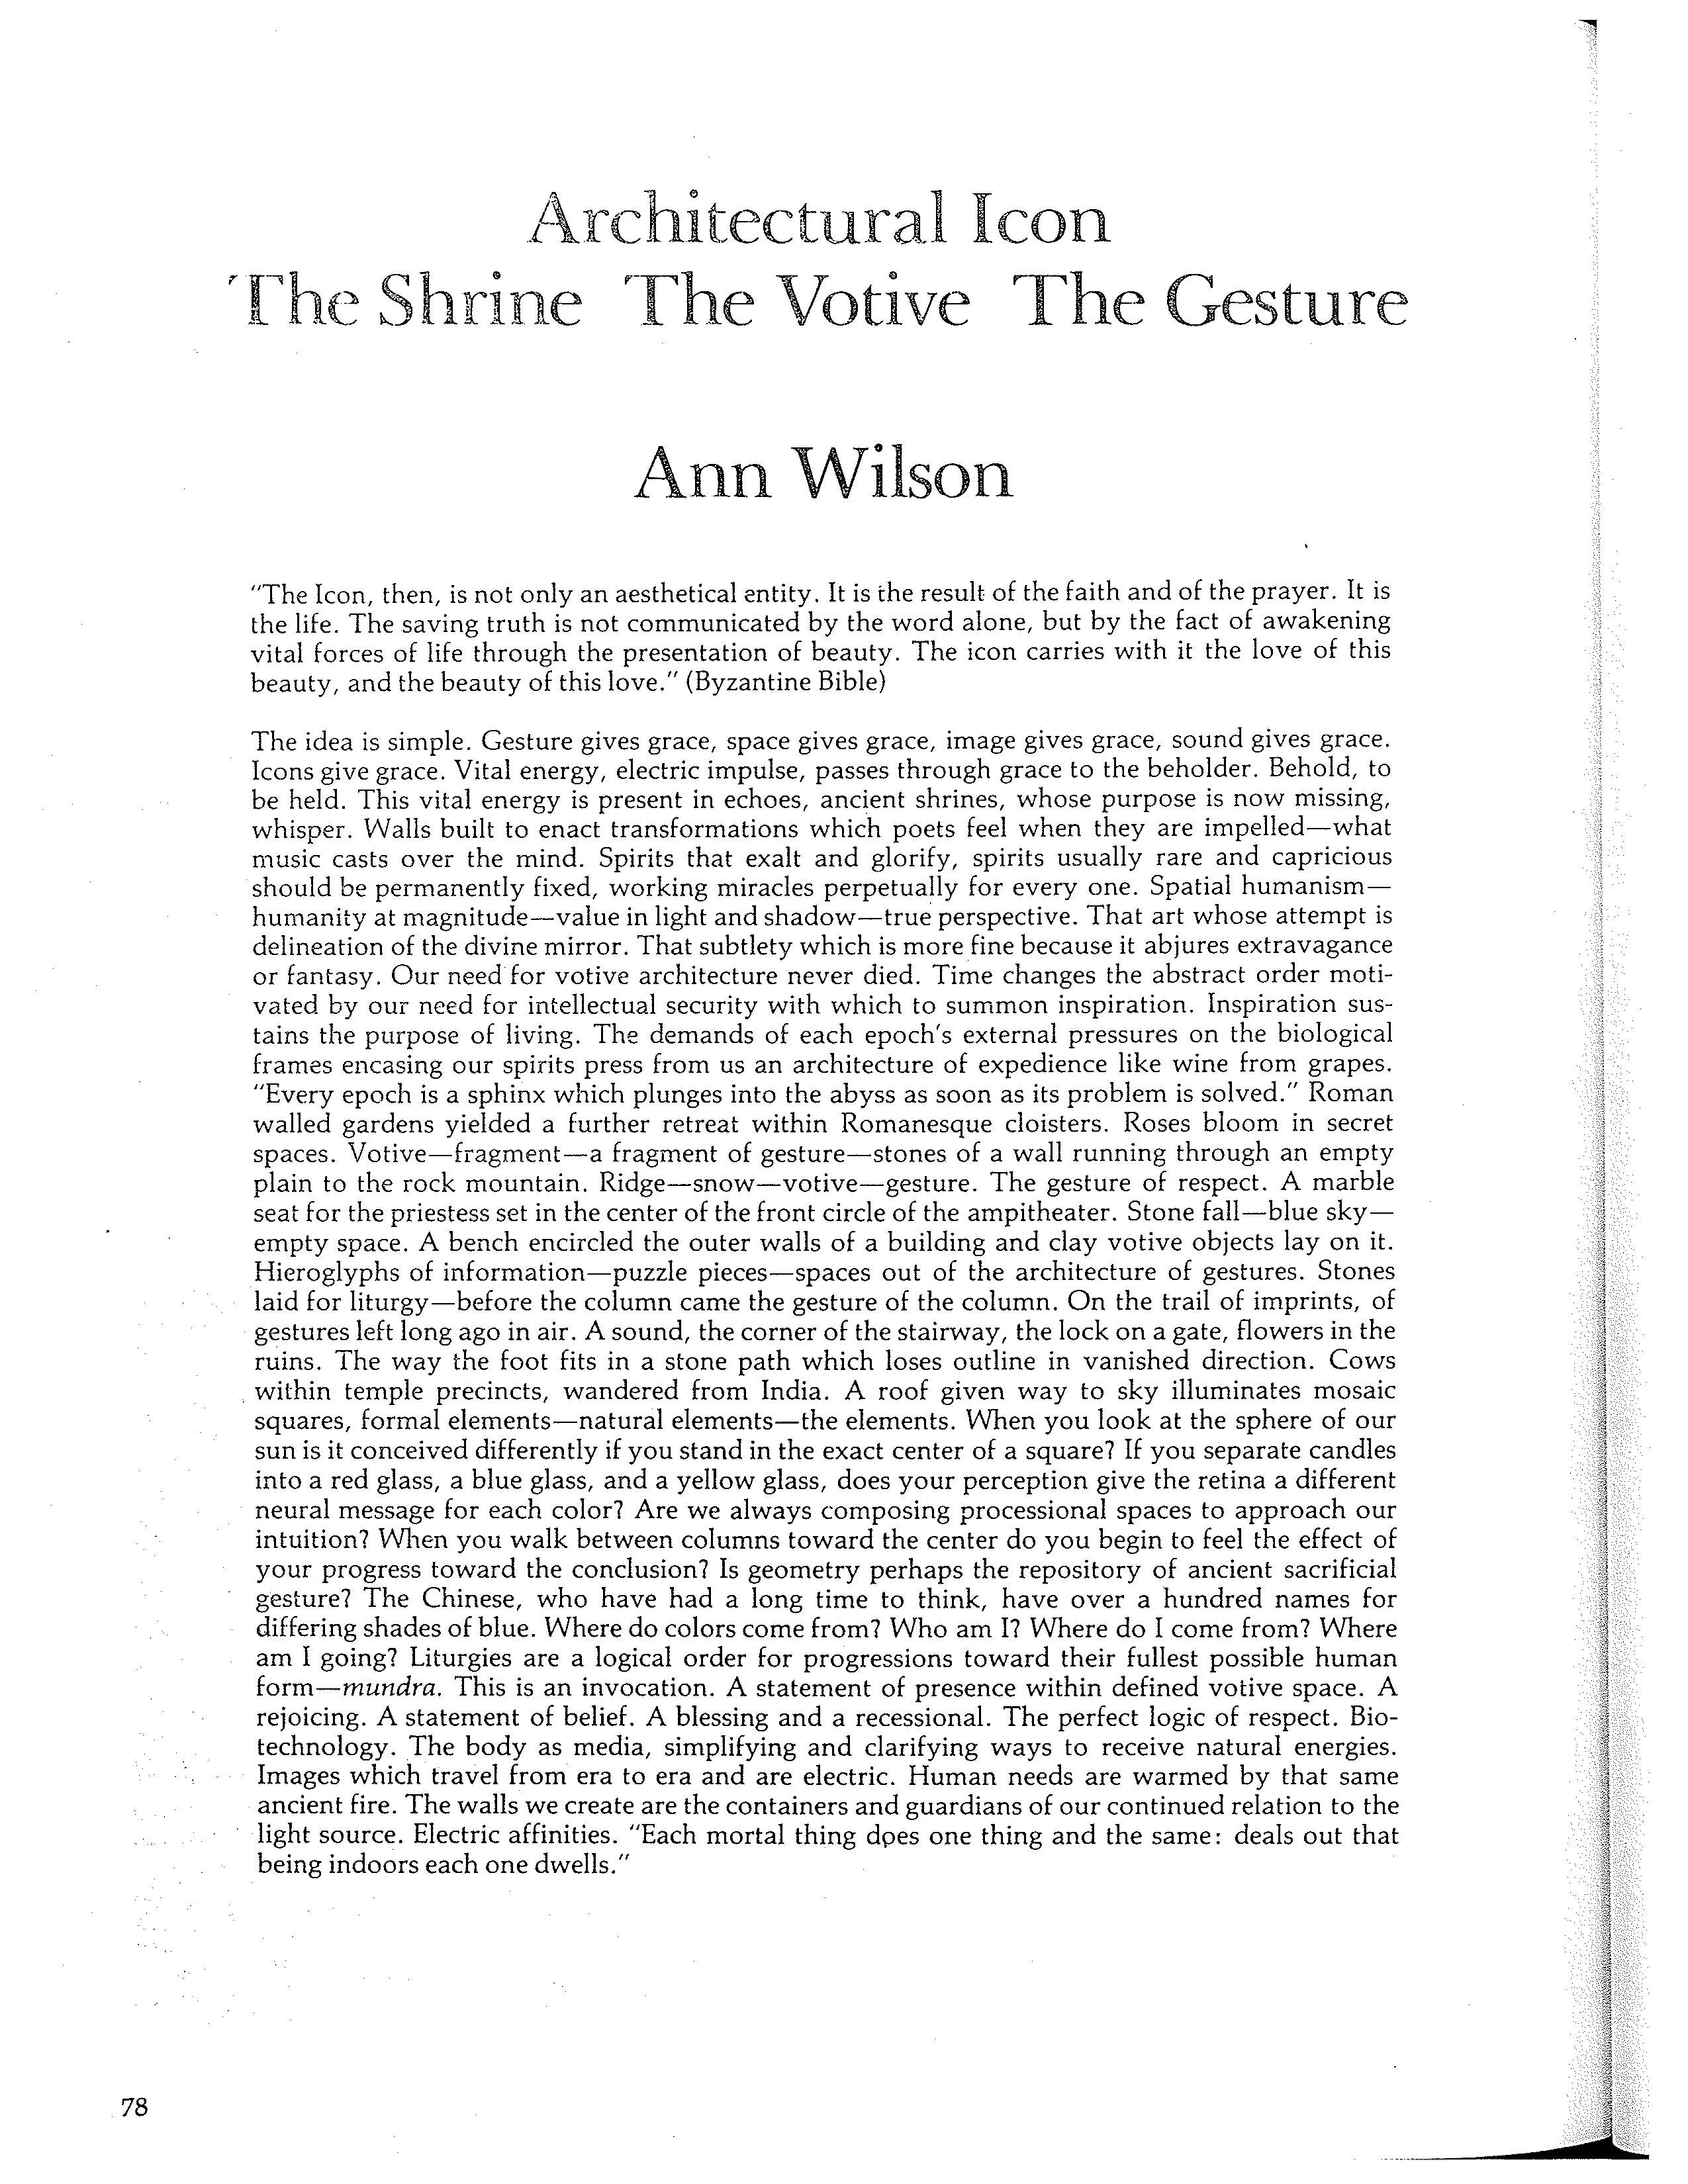 Architectural Icon
The Shrine The Votive The Gesture
Ann Wilson
"The Icon, then, is not only an aesthetical entity. It is the result of the faith and of the prayer. It is
the life. The saving truth is not communicated by the word alone, but by the fact of awakening
vital forces of life through the presentation of beauty. The icon carries with it the love of this
beauty, and the beauty of this love." (Byzantine Bible)
The idea is simple. Gesture gives grace, space gives grace, image gives grace, sound gives grace.
Icons give grace. Vital energy, electric impulse, passes through grace to the beholder. Behold, to
be held. This vital energy is present in echoes, ancient shrines, whose purpose is now missing,
whisper. Walls built to enact transformations which poets feel when they are impelled—what
music casts over the mind. Spirits that exalt and glorify, spirits usually rare and capricious
should be permanently fixed, working miracles perpetually for every one. Spatial humanism—
humanity at magnitude—value in light and shadow—true perspective. That art whose attempt is
delineation of the divine mirror. That subtlety which is more fine because it abjures extravagance
or fantasy. Our need for votive architecture never died. Time changes the abstract order moti-
vated by our need for intellectual security with which to summon inspiration. Inspiration sus-
tains the purpose of living. The demands of each epoch's external pressures on the biological
frames encasing our spirits press from us an architecture of expedience like wine from grapes.
"Every epoch is a sphinx which plunges into the abyss as soon as its problem is solved." Roman
walled gardens yielded a further retreat within Romanesque cloisters. Roses bloom in secret
spaces. Votive—fragment—a fragment of gesture—stones of a wall running through an empty
plain to the rock mountain. Ridge—snow—votive—gesture. The gesture of respect. A marble
seat for the priestess set in the center of the front circle of the ampitheater. Stone fall—blue sky—
empty space. A bench encircled the outer walls of a building and clay votive objects lay on it.
Hieroglyphs of information—puzzle pieces—spaces out of the architecture of gestures. Stones
laid for liturgy—before the column came the gesture of the column. On the trail of imprints, of
gestures left long ago in air. A sound, the corner of the stairway, the lock on a gate, flowers in the
ruins. The way the foot fits in a stone path which loses outline in vanished direction. Cows
within temple precincts, wandered from India. A roof given way to sky illuminates mosaic
squares, formal elements—natural elements—the elements. When you look at the sphere of our
sun is it conceived differently if you stand in the exact center of a square? If you separate candles
into a red glass, a blue glass, and a yellow glass, does your perception give the retina a different
neural message for each color? Are we always composing processional spaces to approach our
intuition? When you walk between columns toward the center do you begin to feel the effect of
your progress toward the conclusion? Is geometry perhaps the repository of ancient sacrificial
gesture? The Chinese, who have had a long time to think, have over a hundred names for
differing shades of blue. Where do colors come from? Who am I? Where do I come from? Where
am I going? Liturgies are a logical order for progressions toward their fullest possible human
form—mundra. This is an invocation. A statement of presence within defined votive space. A
rejoicing. A statement of belief. A blessing and a recessional. The perfect logic of respect. Bio-
technology. The body as media, simplifying and clarifying ways to receive natural energies.
Images which travel from era to era and are electric. Human needs are warmed by that same
ancient fire. The walls we create are the containers and guardians of our continued relation to the
light source. Electric affinities. "Each mortal thing does one thing and the same: deals out that
being indoors each one dwells."
78